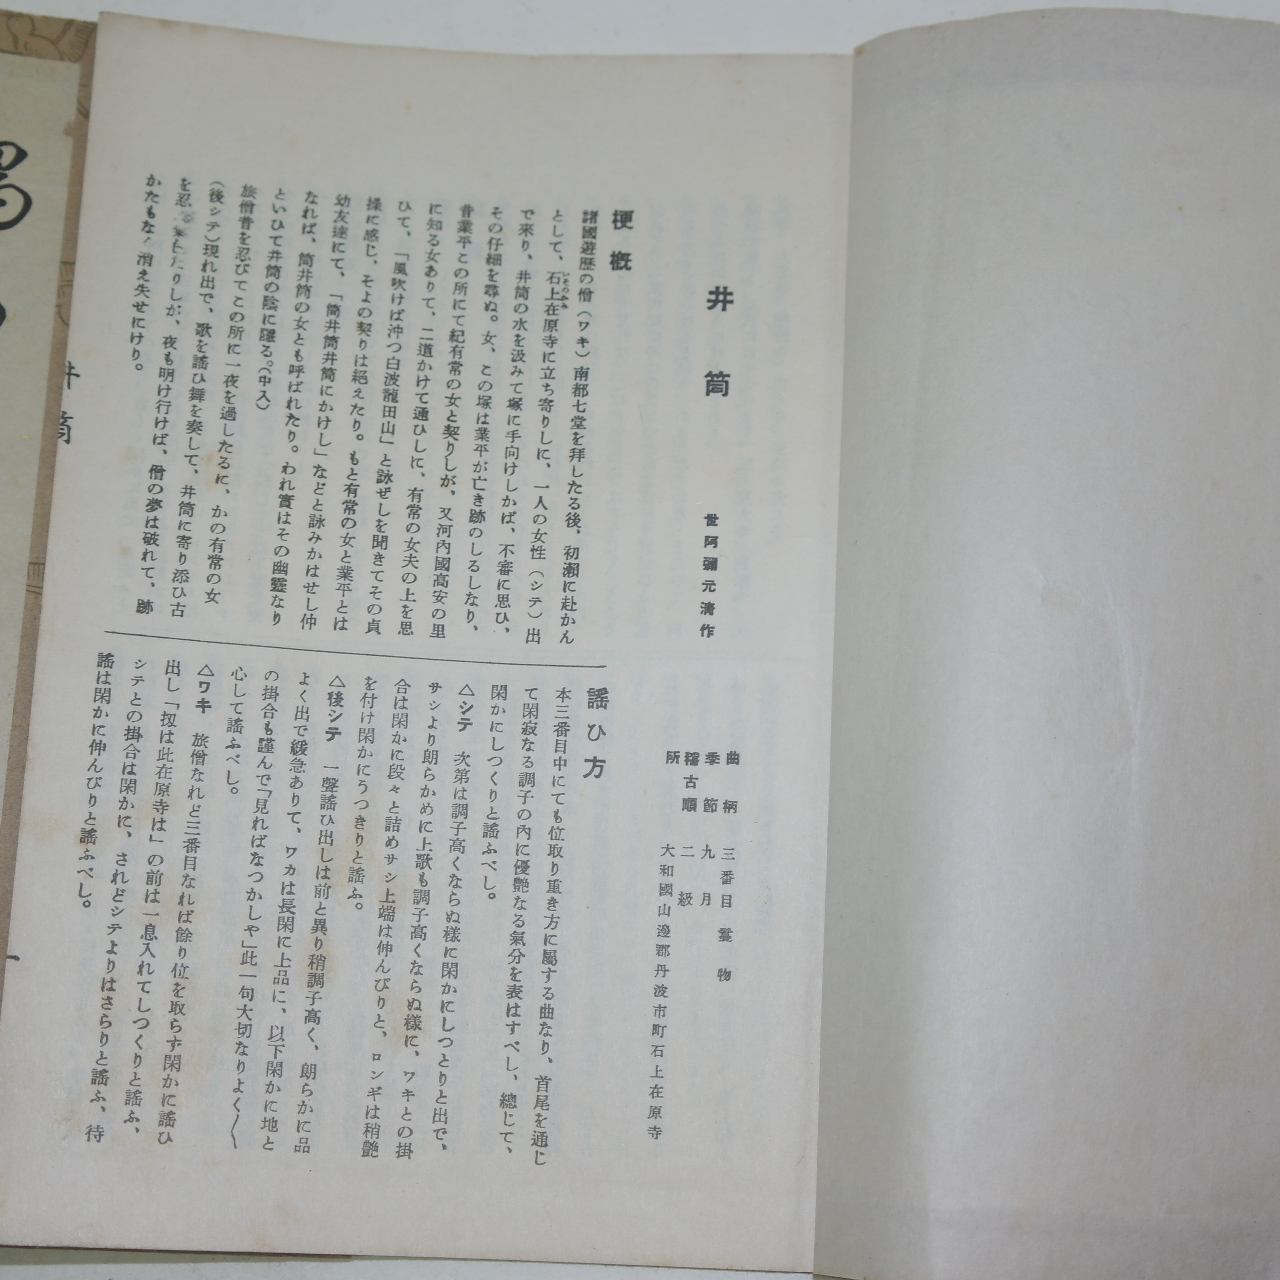 井筒
世阿彌元淸作
曲柄 三番目鬘物
季節 九月
稽古順 二級
所 大和國山邊郡丹波市町石上在原寺
梗概
諸國遊歷の僧(ワキ)南都七堂を拜したる後、初瀨に赴かん
として、石上在原寺に立ち寄りしに、一人の女性(シテ)出
いそのかみ
で來り、井筒の水を汲みて塚に手向けしかば、不審に思ひ、
その仔細を尋ぬ。女、この塚は業平が亡き跡のしるしなり、
昔業平この所にて紀有常の女と契りしが、又河內國高安の里
に知る女ありて、二道かけて通ひしに、有常の女夫の上を思
ひて、「風吹けば沖つ白波龍田山」と詠ぜしを聞きてその貞
操に感じ、そよの契りは絕えたり。もと有常の女と業平とは
幼友達にて、「筒井筒井筒にかけし」などと詠みかはせし仲
なれば、筒井筒の女とも呼ばれたり。われ實はその幽靈なり
といひて井筒の陰に隱る。(中入)
旅僧昔を忍びてこの所に一夜を過したるに、かの有常の女
(後シテ)現れ出で、歌を謠ひ舞を奏して、井筒に寄り添ひ古
を忍 りしが、夜も明け行けば、僧の夢は破れて、跡
かたもなく消え失せにけり。
謠ひ方
本三番目中にても位取り重き方に屬する曲なり、首尾を通じ
て閑寂なる調子の內に優艷なる氣分を表はすべし、總じて、
閑かにしつくりと謠ふべし。
△シテ 次第は調子高くならぬ樣に閑かにしつとりと出で、
サシより朗らかめに上歌も調子高くならぬ樣に、ワキとの掛
合は閑かに段々と詰めサシ上端は伸んびりと、ロンギは稍艷
を付け閑かにうつきりと謠ふ。
△後シテ 一聲謠ひ出しは前と異り稍調子高く、朗らかに品
よく出で緩急ありて、ワカは長閑に上品に、以下閑かに地と
の掛合も謹んで「見ればなつかしや」此一句大切なりよく〱
心して謠ふべし。
△ワキ 旅僧なれど三番目なれば餘り位を取らず閑かに謠ひ
出し「扨は此在原寺は」の前は一息入れてしつくりと謠ふ、
シテとの掛合は閑かに、されどシテよりはさらりと謠ふ、待
謠は閑かに伸んびりと謠ふべし。
井筒
一